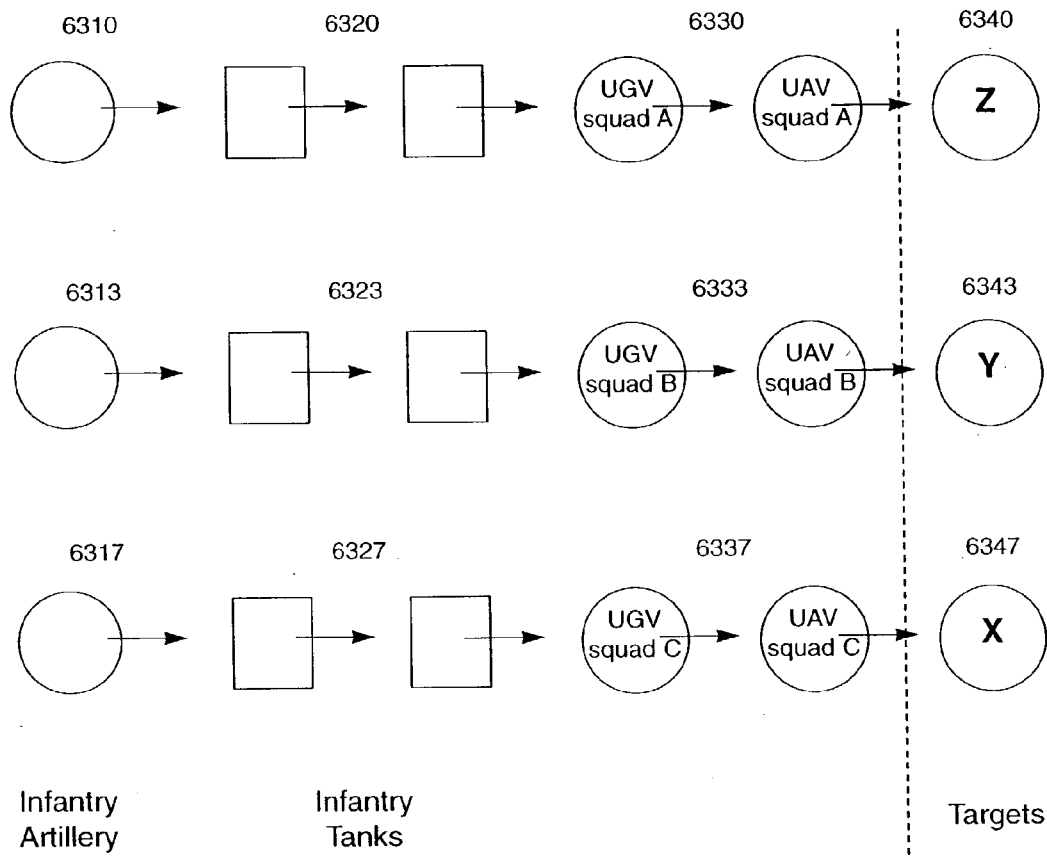 6310 6320 6330 6340
UGV squad A
UAV squad A
Z
6313 6323 6333 6343
UGV squad B
UAV squad B
Y
6317 6327 6337 6347
UGV squad C
UAV squad C
X
Infantry Artillery
Infantry Tanks
Targets